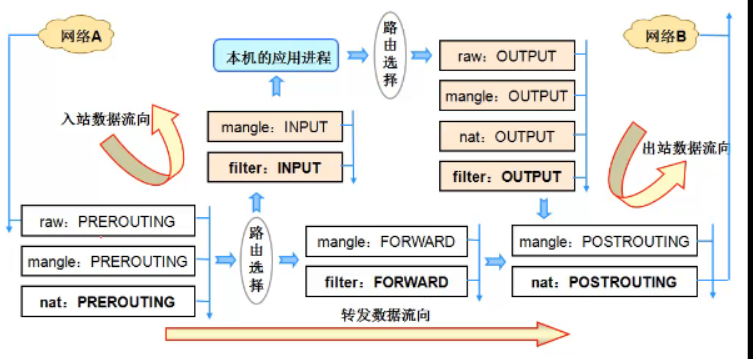 网络A
本机的应用进程
路由选择
raw：OUTPUT
mangle：OUTPUT
nat：OUTPUT
filter：OUTPUT
网络B
入站数据流向
mangle：INPUT
filter：INPUT
出站数据流向
raw：PREROUTING
mangle：PREROUTING
nat：PREROUTING
路由选择
mangle：FORWARD
filter：FORWARD
mangle：POSTROUTING
nat：POSTROUTING
转发数据流向